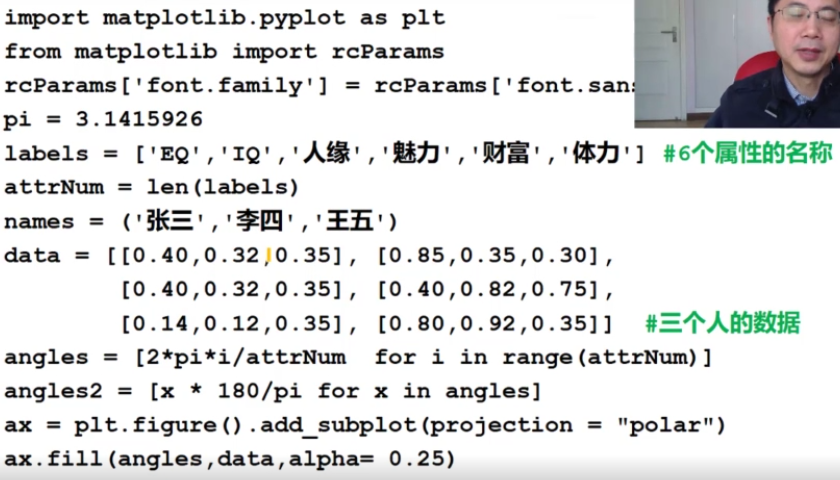 import matplotlib.pyplot as plt
from matplotlib import rcParams
rcParams['font.family'] = rcParams['font.sans
pi = 3.1415926
labels = ['EQ','IQ','人缘','魅力','财富','体力'] #6个属性的名称
attrNum = len(labels)
names = ('张三','李四','王五')
data = [[0.40,0.32,0.35], [0.85,0.35,0.30],
[0.40,0.32,0.35], [0.40,0.82,0.75],
[0.14,0.12,0.35], [0.80,0.92,0.35]] #三个人的数据
angles = [2*pi*i/attrNum for i in range(attrNum)]
angles2 = [x * 180/pi for x in angles]
ax = plt.figure().add_subplot(projection = "polar")
ax.fill(angles,data,alpha= 0.25)